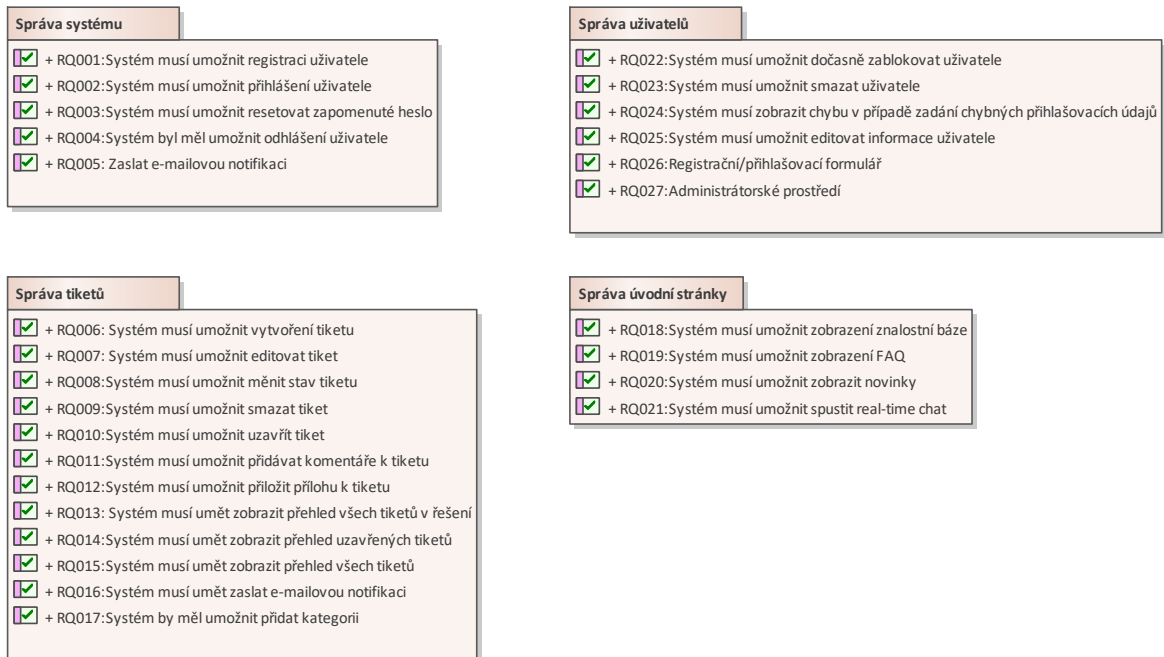 Správa systému
+ RQ001:Systém musí umožnit registraci uživatele
+ RQ002:Systém musí umožnit přihlášení uživatele
+ RQ003:Systém musí umožnit resetovat zapomenuté heslo
+ RQ004:Systém byl měl umožnit odhlášení uživatele
+ RQ005: Zaslat e-mailovou notifikaci
Správa uživatelů
+ RQ022:Systém musí umožnit dočasně zablokovat uživatele
+ RQ023:Systém musí umožnit smazat uživatele
+ RQ024:Systém musí zobrazit chybu v případě zadání chybných přihlašovacích údajů
+ RQ025:Systém musí umožnit editovat informace uživatele
+ RQ026:Registrační/přihlašovací formulář
+ RQ027:Administrátorské prostředí
Správa tiketů
+ RQ006: Systém musí umožnit vytvoření tiketu
+ RQ007: Systém musí umožnit editovat tiket
+ RQ008:Systém musí umožnit měnit stav tiketu
+ RQ009:Systém musí umožnit smazat tiket
+ RQ010:Systém musí umožnit uzavřít tiket
+ RQ011:Systém musí umožnit přidávat komentáře k tiketu
+ RQ012:Systém musí umožnit přiložit přílohu k tiketu
+ RQ013: Systém musí umět zobrazit přehled všech tiketů v řešení
+ RQ014:Systém musí umět zobrazit přehled uzavřených tiketů
+ RQ015:Systém musí umět zobrazit přehled všech tiketů
+ RQ016:Systém musí umět zaslat e-mailovou notifikaci
+ RQ017:Systém by měl umožnit přidat kategorii
Správa úvodní stránky
+ RQ018:Systém musí umožnit zobrazení znalostní báze
+ RQ019:Systém musí umožnit zobrazení FAQ
+ RQ020:Systém musí umožnit zobrazit novinky
+ RQ021:Systém musí umožnit spustit real-time chat